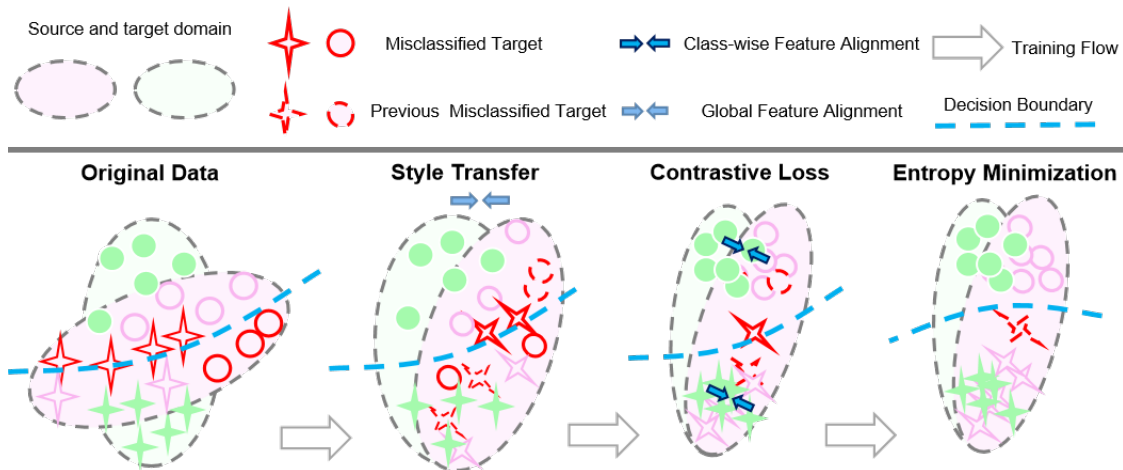 Source and target domain
Misclassified Target
Class-wise Feature Alignment
Training Flow
Previous Misclassified Target
Global Feature Alignment
Decision Boundary
Original Data
Style Transfer
Contrastive Loss
Entropy Minimization